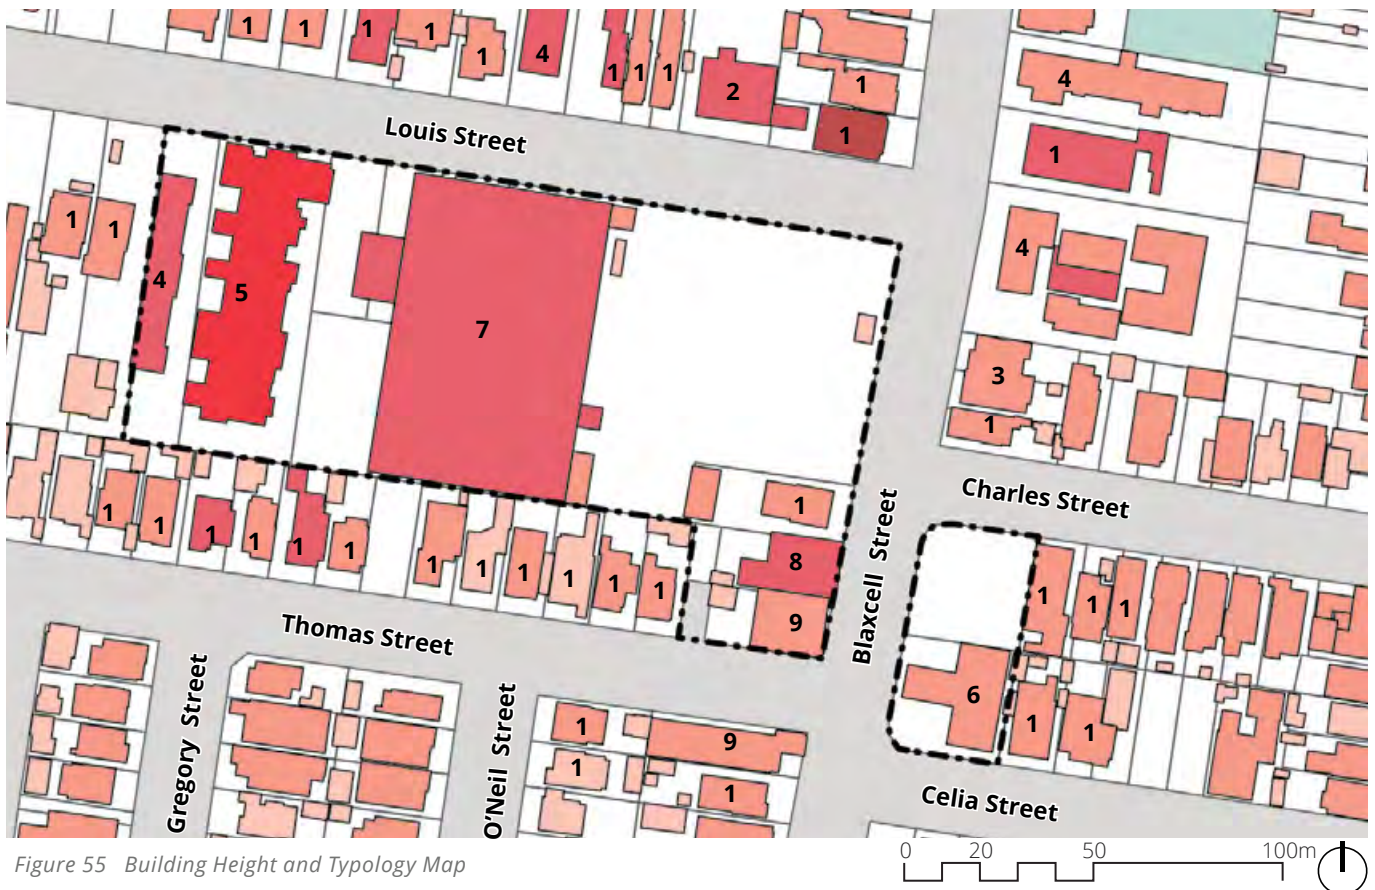 1 1 1 1 1 4 1 1 1 2 1 1 4
Louis Street
1
1 1 4 5 7 4
3
1
1 1 1 1 1 1 1 1 1 1 1 1 1
8
9
Charles Street
Blaxcell Street
1 1 1
6
1 1
Thomas Street
Gregory Street
O'Neil Street
1 9
1 1
Celia Street
Figure 55 Building Height and Typology Map
0 20 50 100m